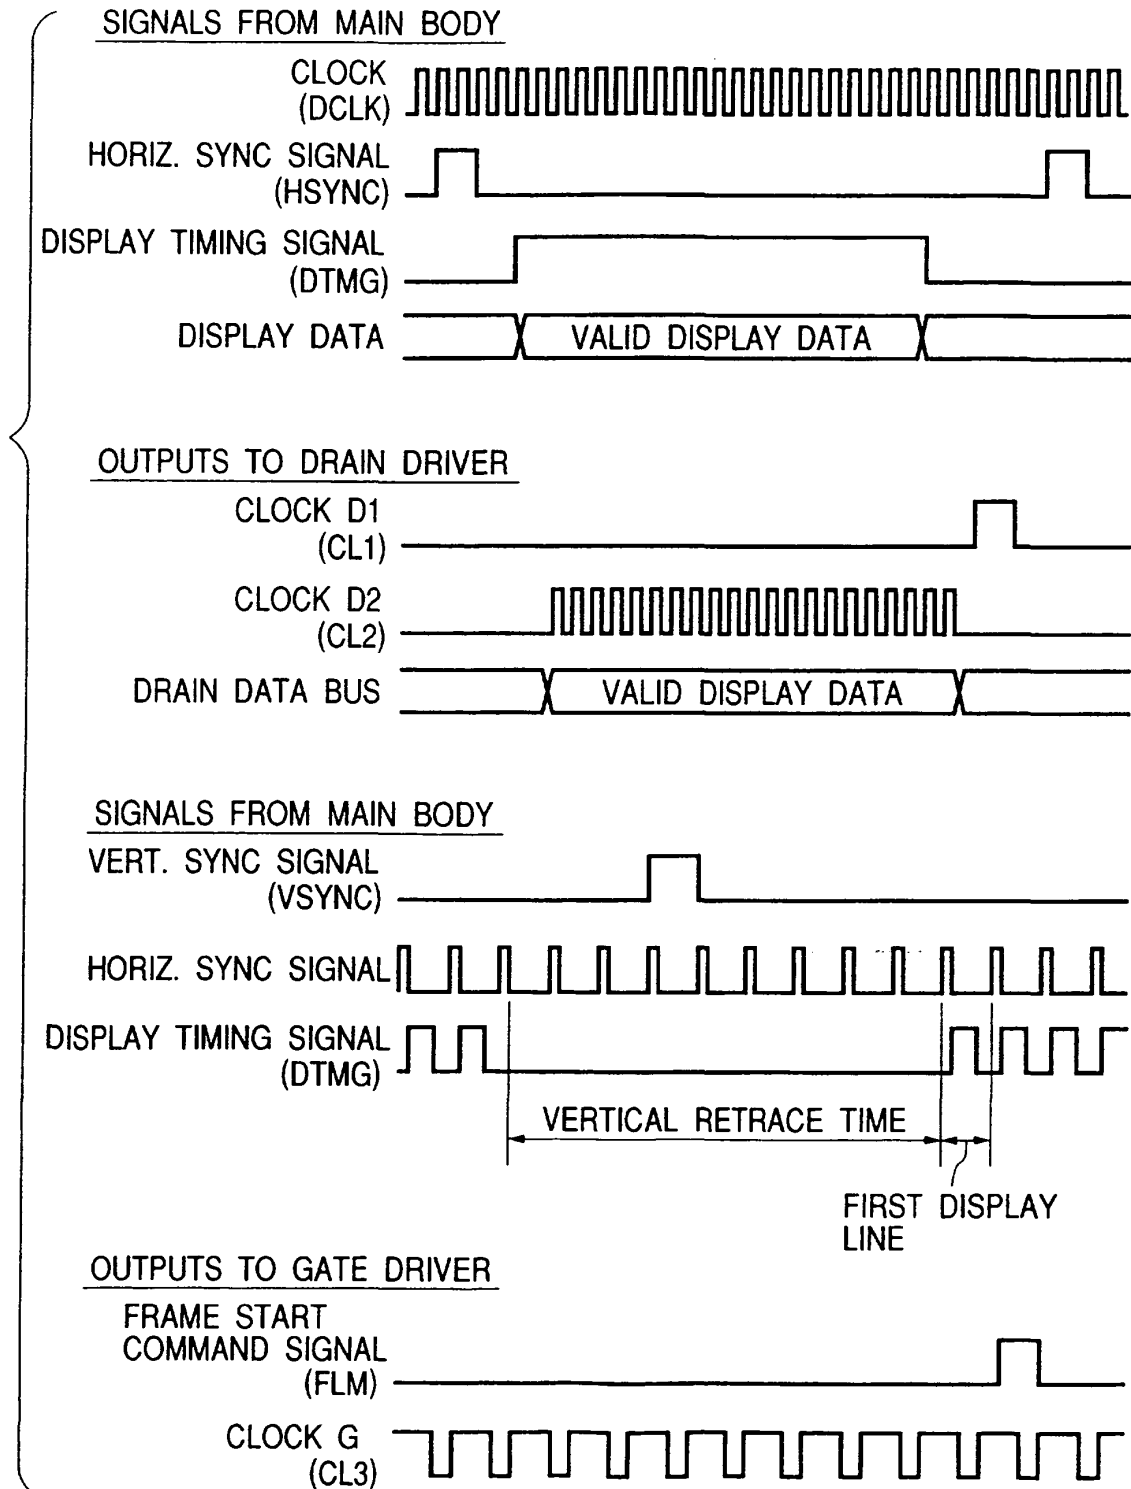 SIGNALS FROM MAIN BODY
CLOCK
(DCLK)
HORIZ. SYNC SIGNAL
(HSYNC)
DISPLAY TIMING SIGNAL
(DTMG)
DISPLAY DATA
VALID DISPLAY DATA
OUTPUTS TO DRAIN DRIVER
CLOCK D1
(CL1)
CLOCK D2
(CL2)
DRAIN DATA BUS
VALID DISPLAY DATA
SIGNALS FROM MAIN BODY
VERT. SYNC SIGNAL
(VSYNC)
HORIZ. SYNC SIGNAL
DISPLAY TIMING SIGNAL
(DTMG)
VERTICAL RETRACE TIME
FIRST DISPLAY
LINE
OUTPUTS TO GATE DRIVER
FRAME START
COMMAND SIGNAL
(FLM)
CLOCK G
(CL3)